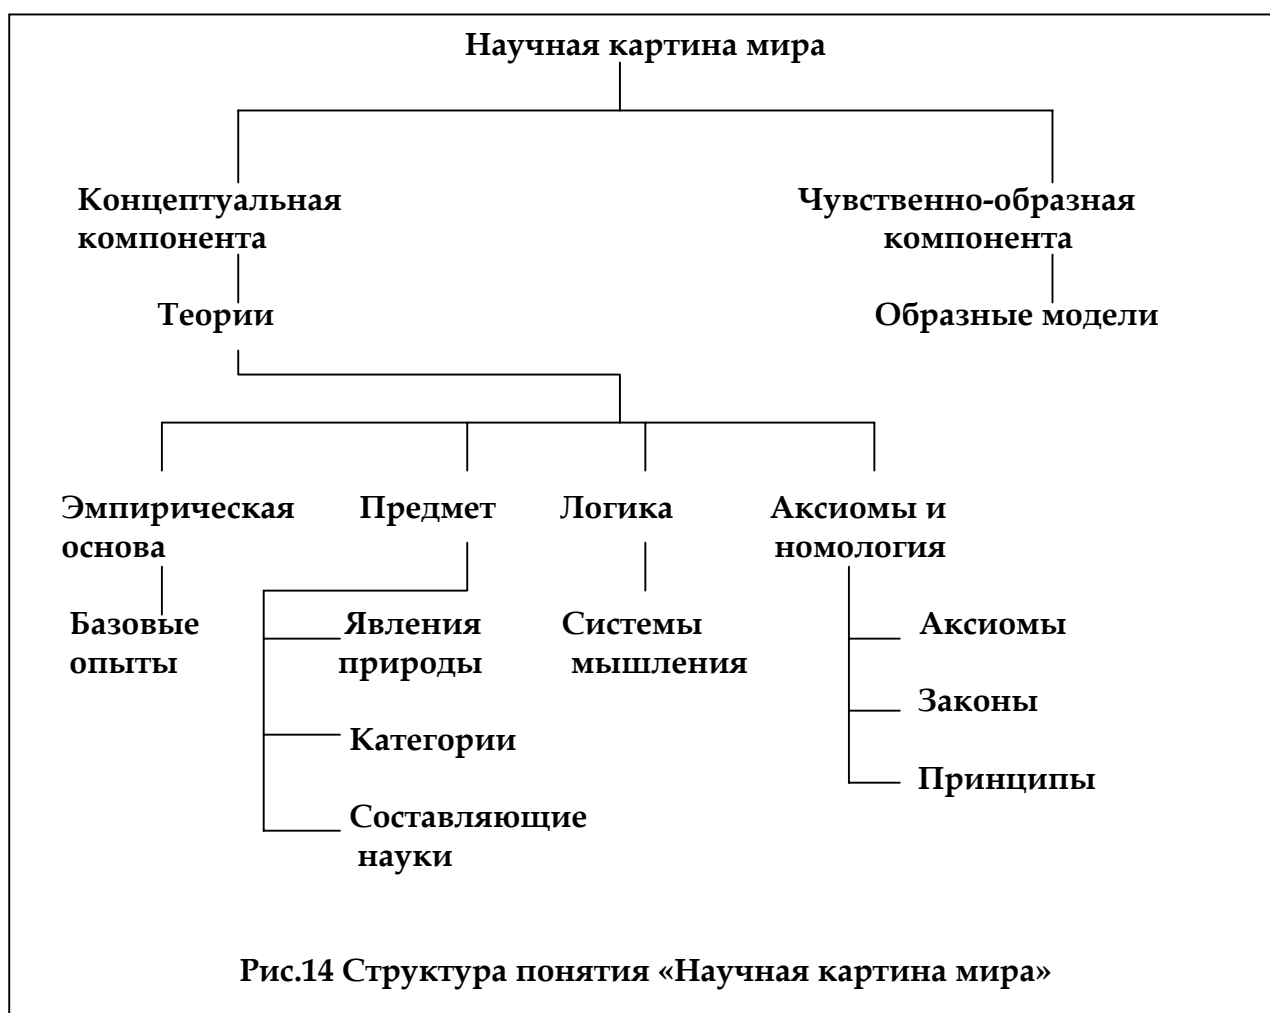 Научная картина мира
Концептуальная
компонента
Чувственно-образная
компонента
Теории
Образные модели
Эмпирическая
основа
Предмет
Логика
Аксиомы и
номология
Базовые
опыты
Явления
природы
Категории
Составляющие
науки
Системы
мышления
Аксиомы
Законы
Принципы
Рис.14 Структура понятия «Научная картина мира»